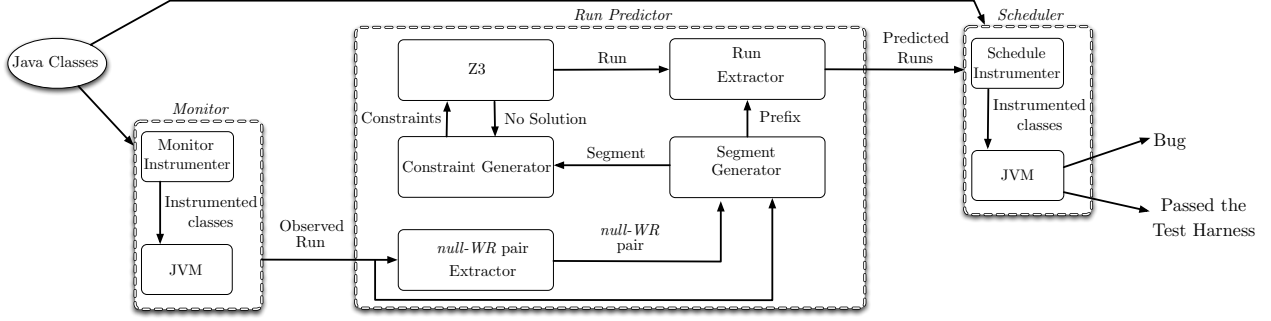 Run Predictor
Scheduler
Java Classes
Z3
Run
Run
Extractor
Predicted
Runs
Schedule
Instrumenter
Monitor
Constraints
No Solution
Prefix
Instrumented
classes
Monitor
Instrumenter
Constraint Generator
Segment
Segment
Generator
JVM
Bug
Passed the
Test Harness
Instrumented
classes
Observed
Run
null-WR pair
Extractor
null-WR
pair
JVM